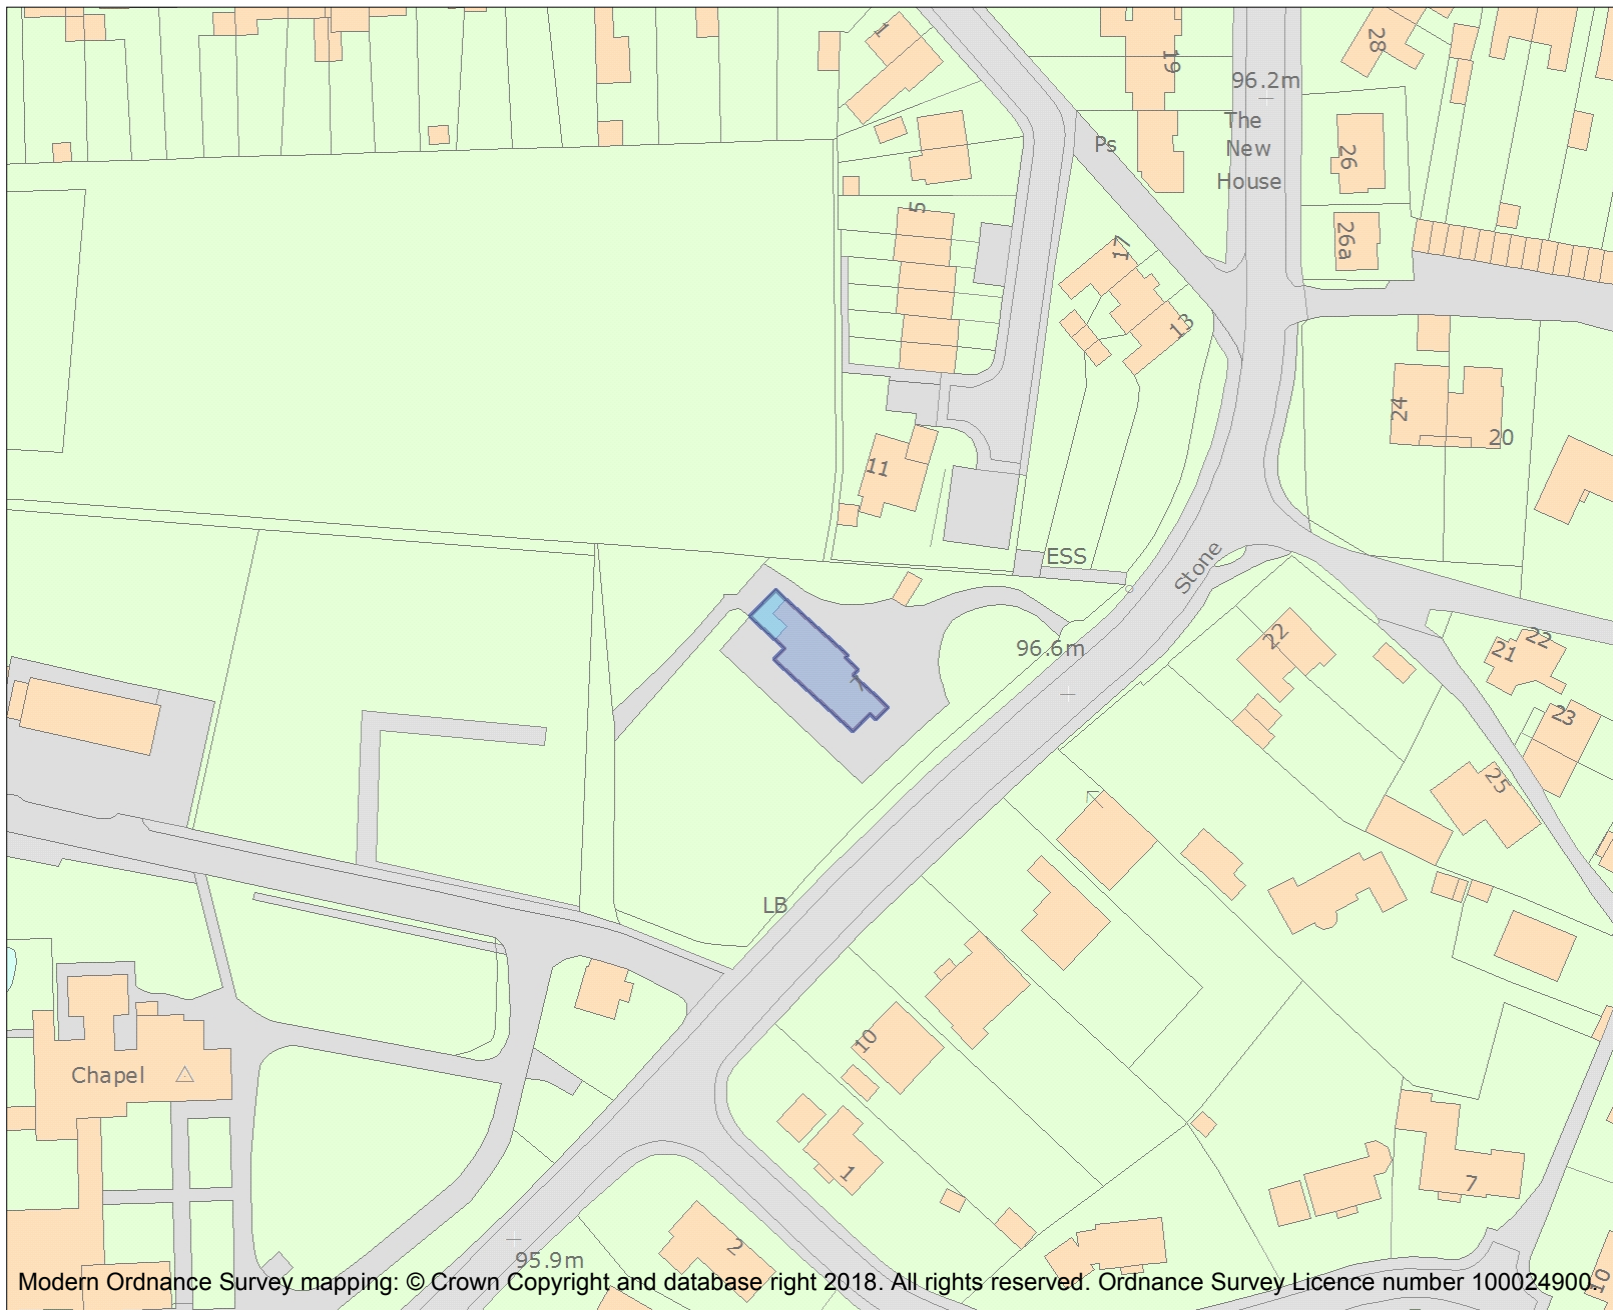 1
19
28
96.2m
The
New
House
Ps
26
5
26a
17
13
24
20
11
ESS
Stone
96.6m
22
22
21
23
25
LB
10
Chapel
1
7
2
95.9m
10
Modern Ordnance Survey mapping: © Crown Copyright and database right 2018. All rights reserved. Ordnance Survey Licence number 100024900.